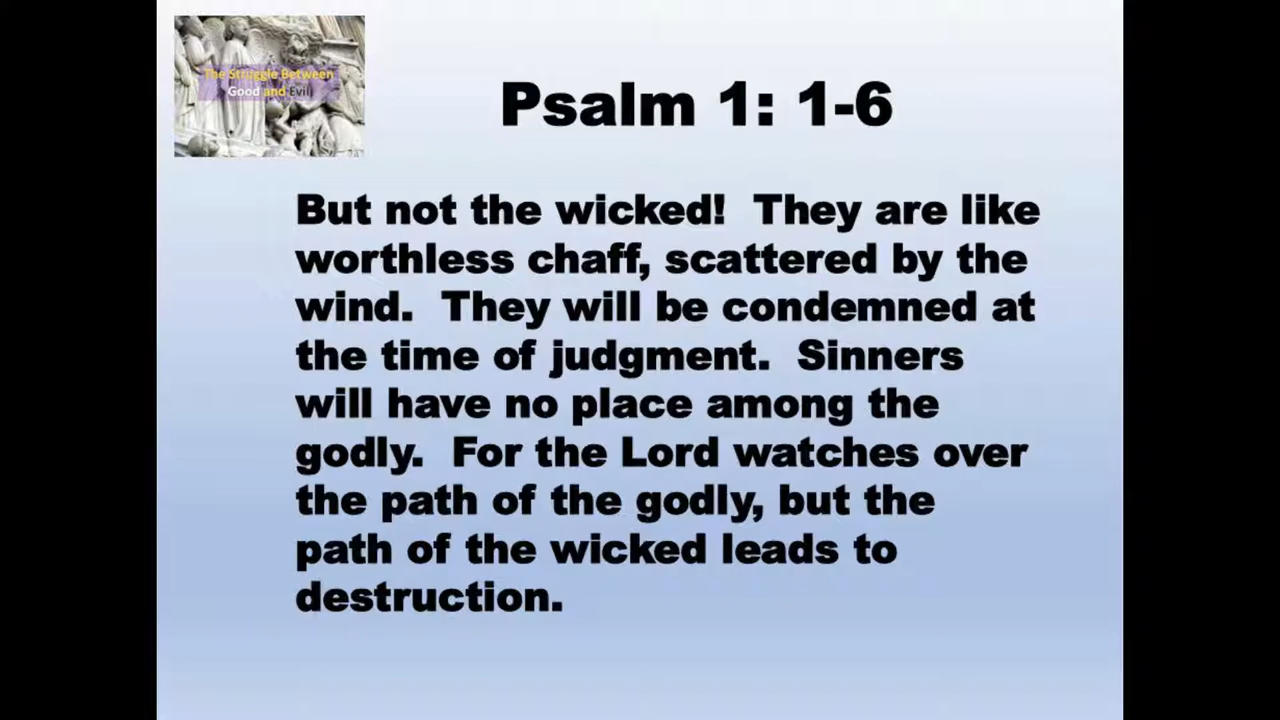 The Struggle Between
Good and Evil
Psalm 1: 1-6
But not the wicked!  They are like
worthless chaff, scattered by the
wind.  They will be condemned at
the time of judgment.  Sinners
will have no place among the
godly.  For the Lord watches over
the path of the godly, but the
path of the wicked leads to
destruction.